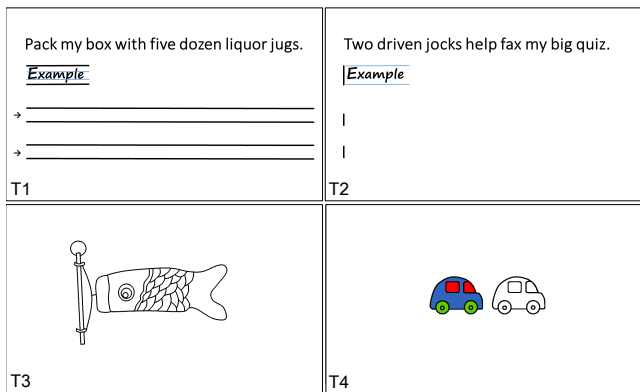 Pack my box with five dozen liquor jugs.
Example
→
→
T1
Two driven jocks help fax my big quiz.
Example
T2
T3
T4